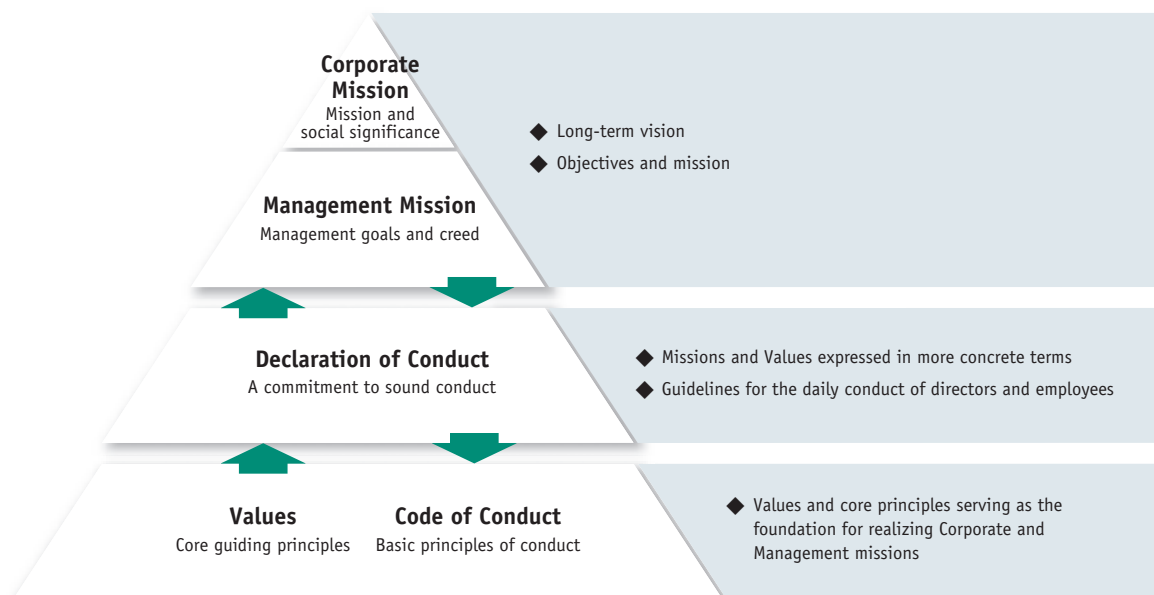 Corporate
Mission
Mission and
social significance
◆ Long-term vision
◆ Objectives and mission
Management Mission
Management goals and creed
Declaration of Conduct
A commitment to sound conduct
◆ Missions and Values expressed in more concrete terms
◆ Guidelines for the daily conduct of directors and employees
Values
Core guiding principles
Code of Conduct
Basic principles of conduct
◆ Values and core principles serving as the
foundation for realizing Corporate and
Management missions